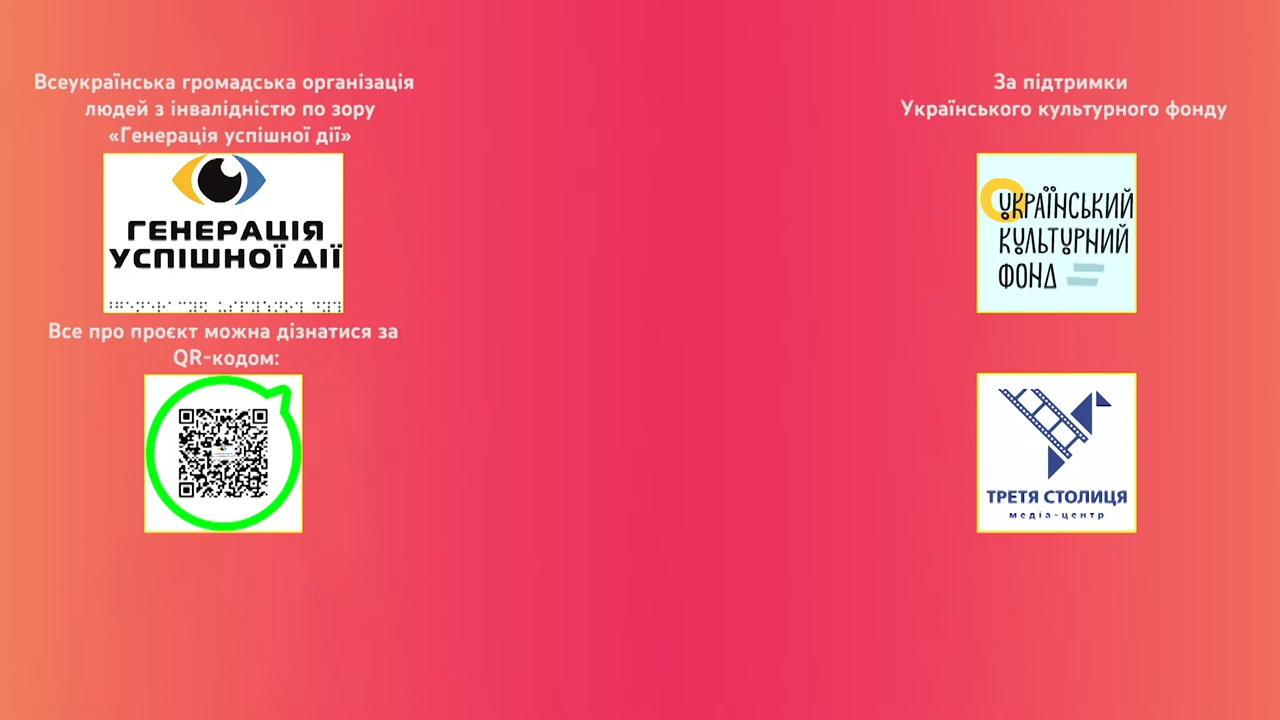 Всеукраїнська громадська організація
людей з інвалідністю по зору
«Генерація успішної дії»
ГЕНЕРАЦІЯ
УСПІШНОЇ ДІЇ
Все про проєкт можна дізнатися за
QR-кодом:
За підтримки
Українського культурного фонду
УКРАЇНСЬКИЙ
КУЛЬТУРНИЙ
ФОНД
ТРЕТЯ СТОЛИЦЯ
медіа-центр